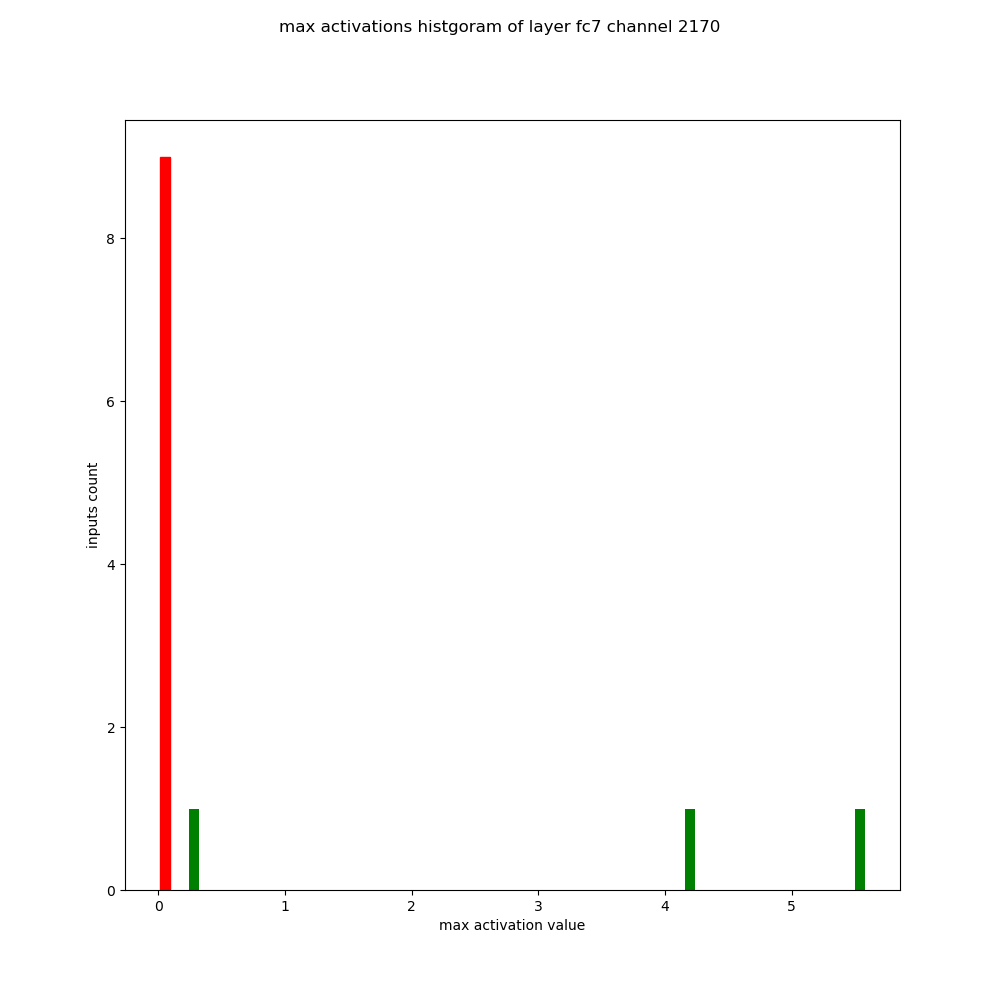 max activations histgoram of layer fc7 channel 2170
8
6
4
2
0
inputs count
0 1 2 3 4 5
max activation value